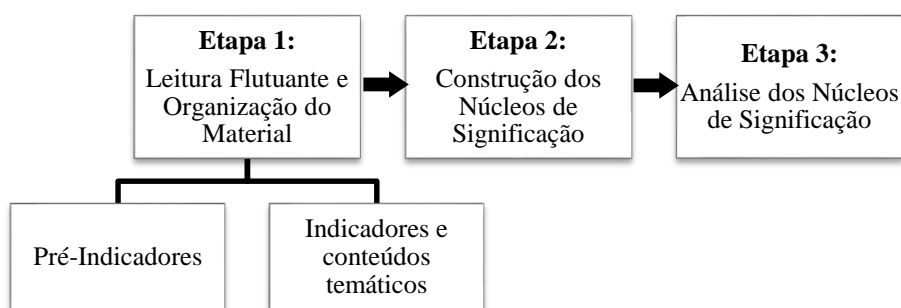 Etapa 1:
Leitura Flutuante e
Organização do
Material
Etapa 2:
Construção dos
Núcleos de
Significação
Etapa 3:
Análise dos Núcleos
de Significação
Pré-Indicadores
Indicadores e
conteúdos
temáticos